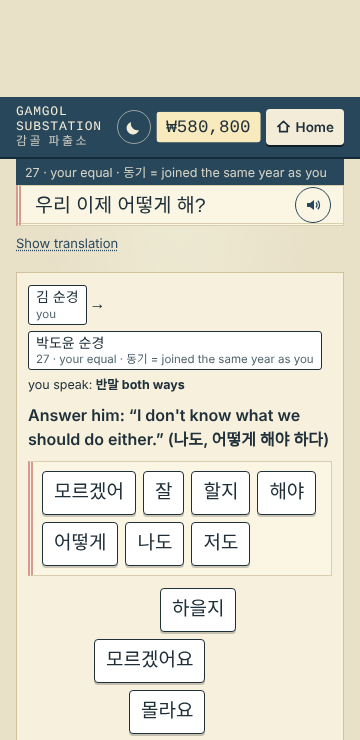 GAMGOL
SUBSTATION
감골 파출소
₩580,800
Home
27 · your equal · 동기 = joined the same year as you
우리 이제 어떻게 해?
Show translation
김 순경
you
→
박도윤 순경
27 · your equal · 동기 = joined the same year as you
you speak: 반말 both ways
Answer him: “I don't know what we
should do either.” (나도, 어떻게 해야 하다)
모르겠어 잘 할지 해야
어떻게 나도 저도
하을지
모르겠어요
몰라요